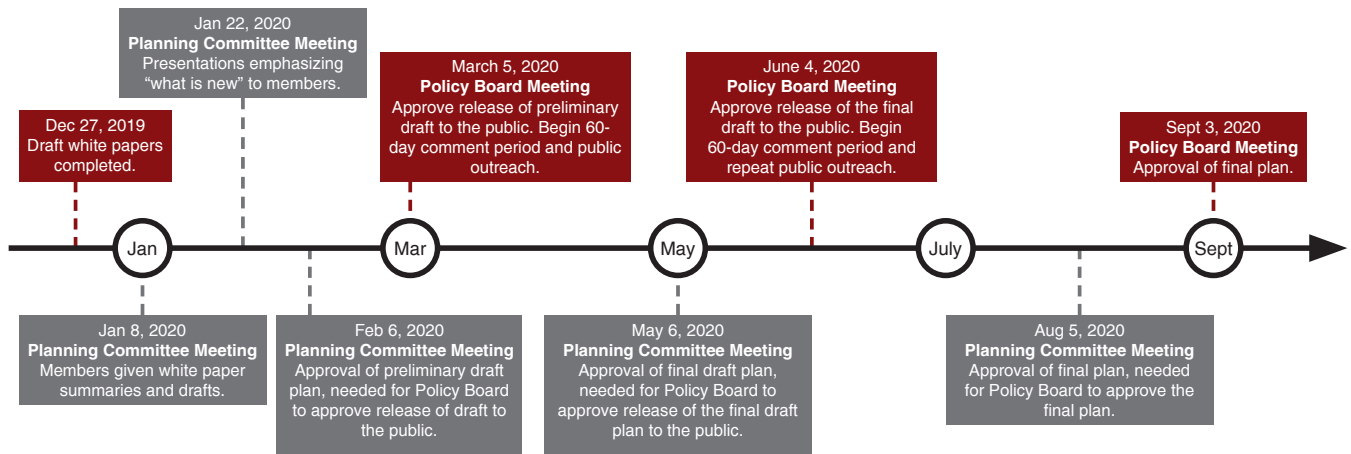 Jan 22, 2020
Planning Committee Meeting
Presentations emphasizing
“what is new” to members.
March 5, 2020
Policy Board Meeting
Approve release of preliminary
draft to the public. Begin 60-
day comment period and public
outreach.
June 4, 2020
Policy Board Meeting
Approve release of the final
draft to the public. Begin
60-day comment period and
repeat public outreach.
Dec 27, 2019
Draft white papers
completed.
Sept 3, 2020
Policy Board Meeting
Approval of final plan.
Jan
Mar
May
July
Sept
Jan 8, 2020
Planning Committee Meeting
Members given white paper
summaries and drafts.
Feb 6, 2020
Planning Committee Meeting
Approval of preliminary draft
plan, needed for Policy Board
to approve release of draft to
the public.
May 6, 2020
Planning Committee Meeting
Approval of final draft plan,
needed for Policy Board to
approve release of the final draft
plan to the public.
Aug 5, 2020
Planning Committee Meeting
Approval of final plan, needed
for Policy Board to approve the
final plan.